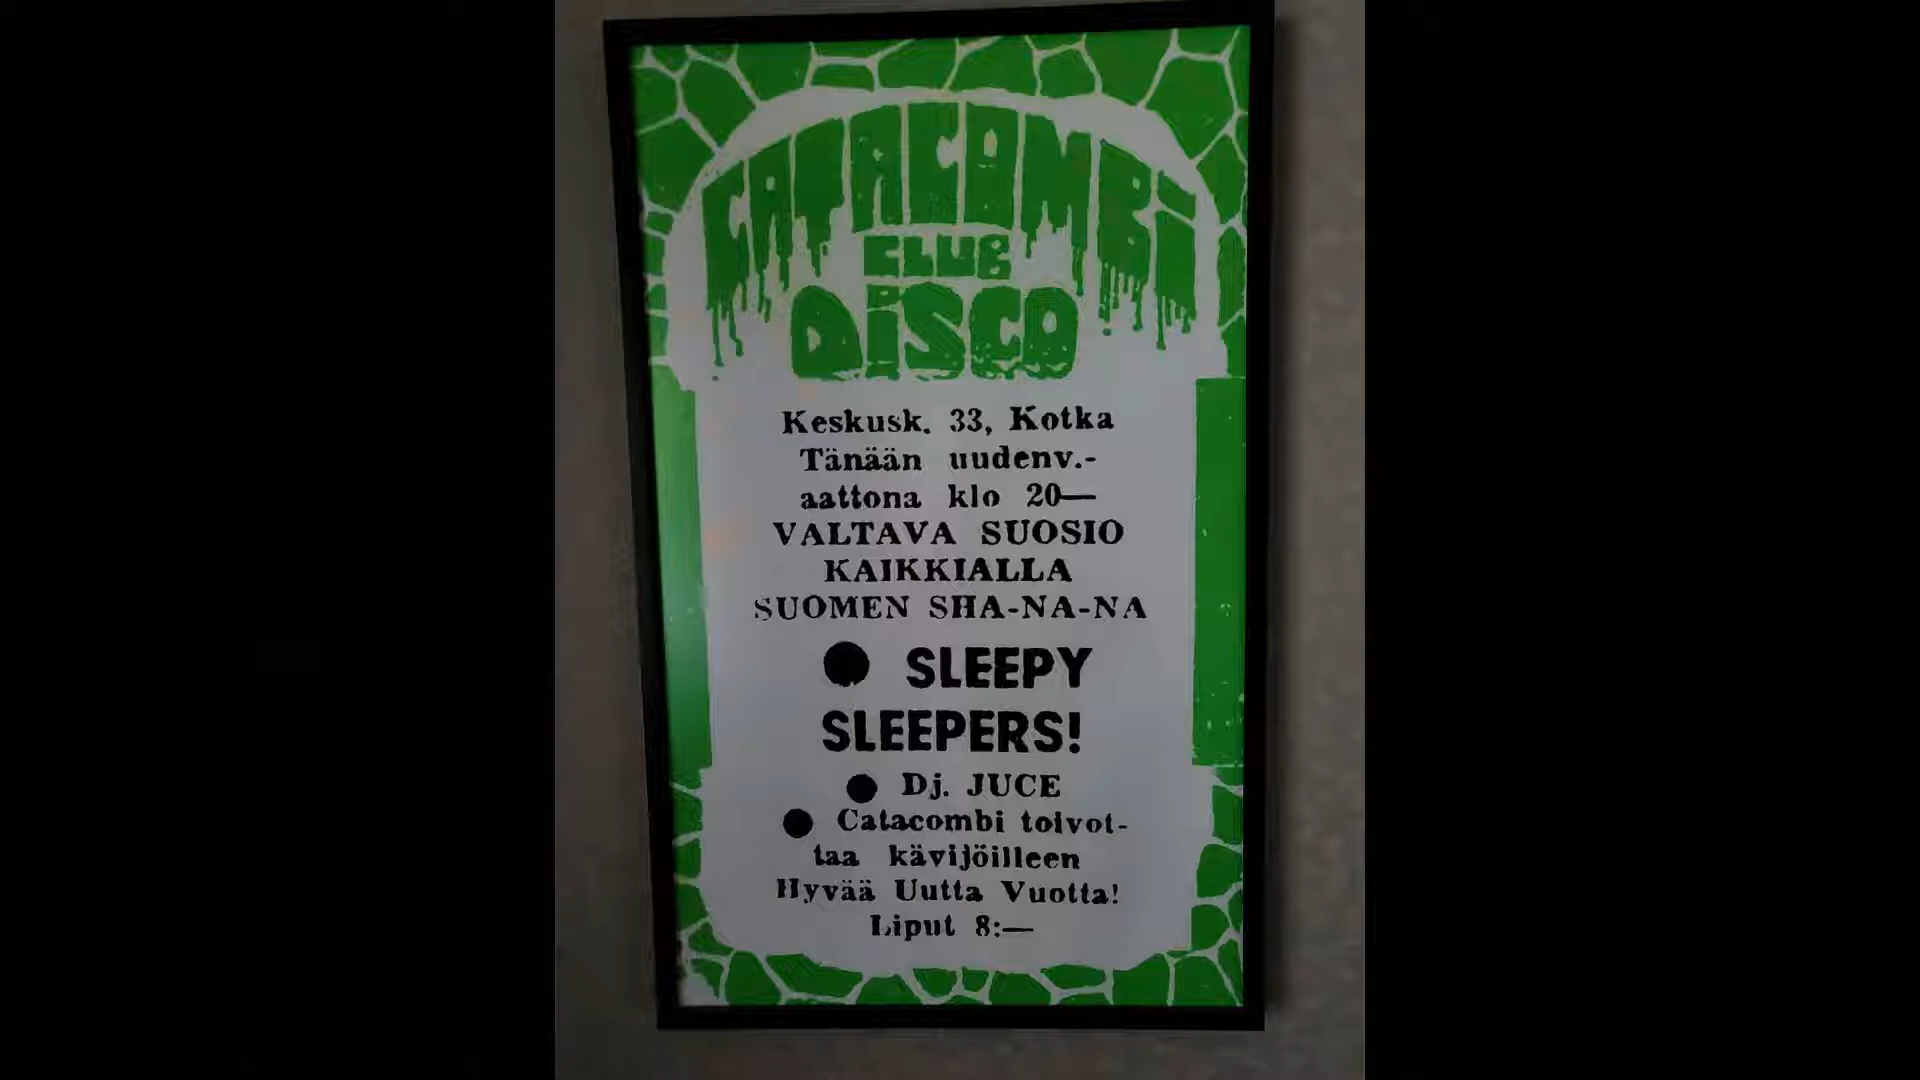 CATACOMBI
CLUB
DiSCO
Keskusk. 33, Kotka
Tänään uudenv.-
aattona klo 20—
VALTAVA SUOSIO
KAIKKIALLA
SUOMEN SHA-NA-NA
● SLEEPY
SLEEPERS!
● Dj. JUCE
● Catacombi toivot-
taa kävijöilleen
Hyvää Uutta Vuotta!
Liput 8:—